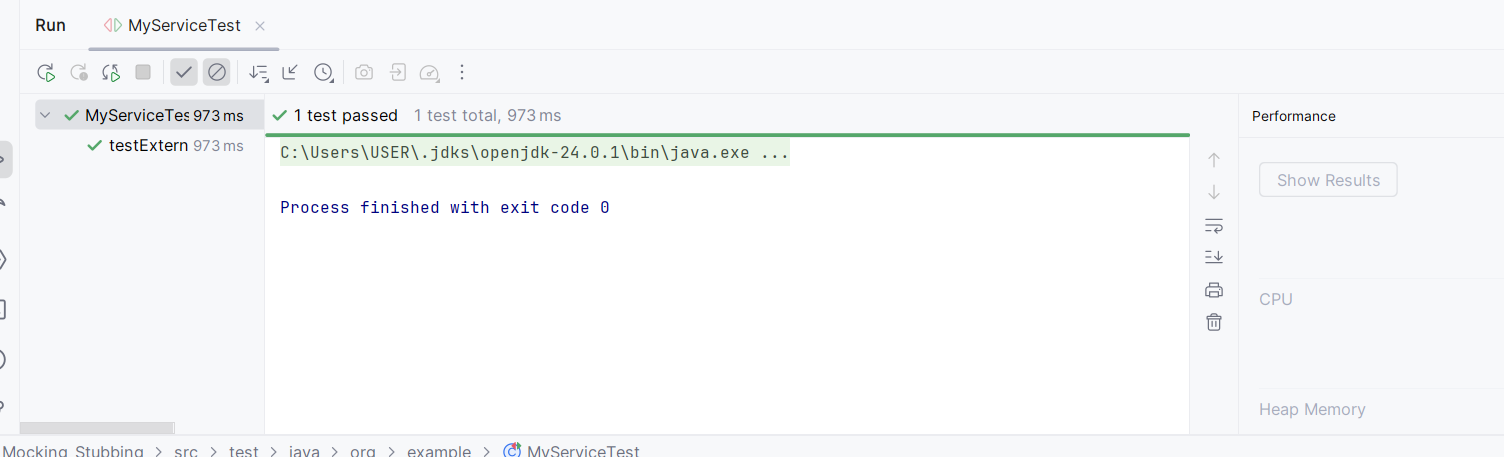 Run MyServiceTest
MyServiceTes 973 ms
testExtern 973 ms
1 test passed 1 test total, 973 ms
C:\Users\USER\.jdks\openjdk-24.0.1\bin\java.exe ...
Process finished with exit code 0
Performance
Show Results
CPU
Heap Memory
Mocking_Stubbing > src > test > java > org > example > MyServiceTest